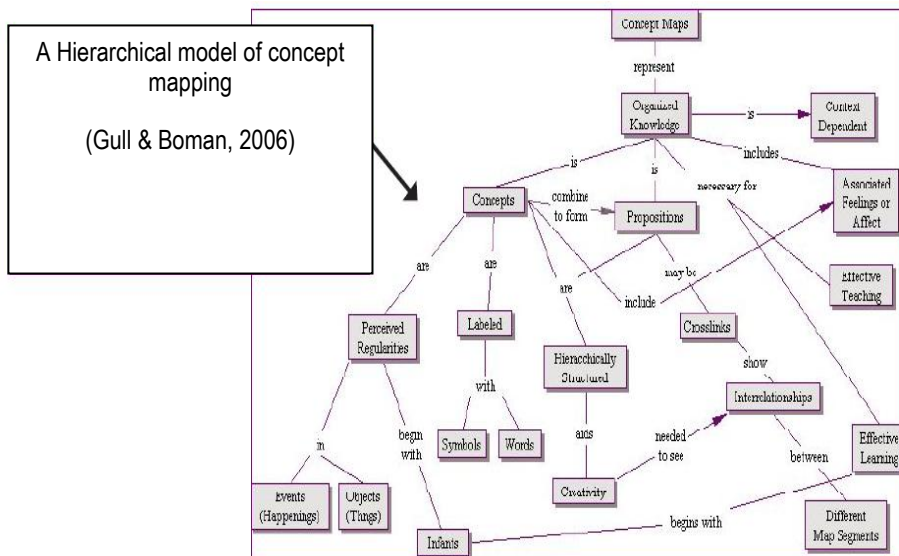 A Hierarchical model of concept
mapping
(Gull & Boman, 2006)
Concept Maps
represent
Organized
Knowledge
is
Context
Dependent
is
is
includes
necessary for
Associated
Feelings or
Affect
Concepts
combine
to form
Propositions
are
are
are
include
may be
Effective
Teaching
Perceived
Regularities
Labeled
Hierarchically
Structured
Crosslinks
show
Interrelationships
in
begin
with
with
Symbols
Words
aids
needed
to see
between
Effective
Learning
Events
(Happenings)
Objects
(Things)
Creativity
begins with
Infants
Different
Map Segments